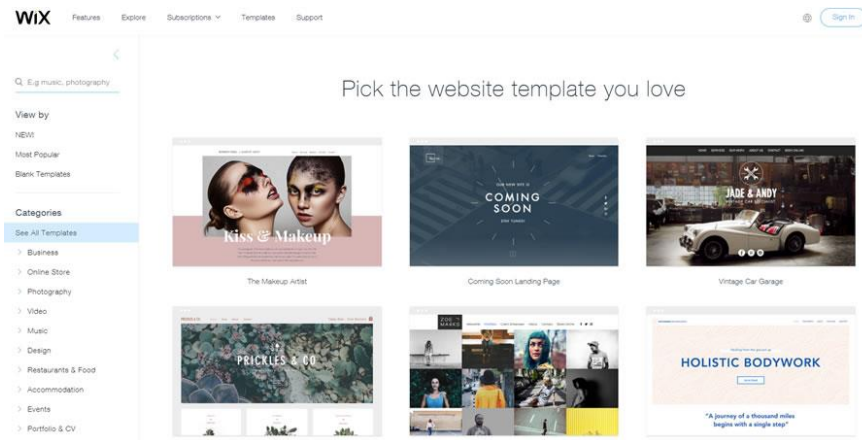 WiX
Features Explore Subscriptions Templates Support
Sign In
E.g music, photography
View by
NEW!
Most Popular
Blank Templates
Categories
See All Templates
Business
Online Store
Photography
Video
Music
Design
Restaurants & Food
Accommodation
Events
Portfolio & CV
Pick the website template you love
Kiss & Makeup
The Makeup Artist
COMING
SOON
Coming Soon Landing Page
JADE & ANDY
Vintage Car Garage
PRICKLES & CO
ZOE
MARKS
HOLISTIC BODYWORK
"A journey of a thousand miles
begins with a single step"